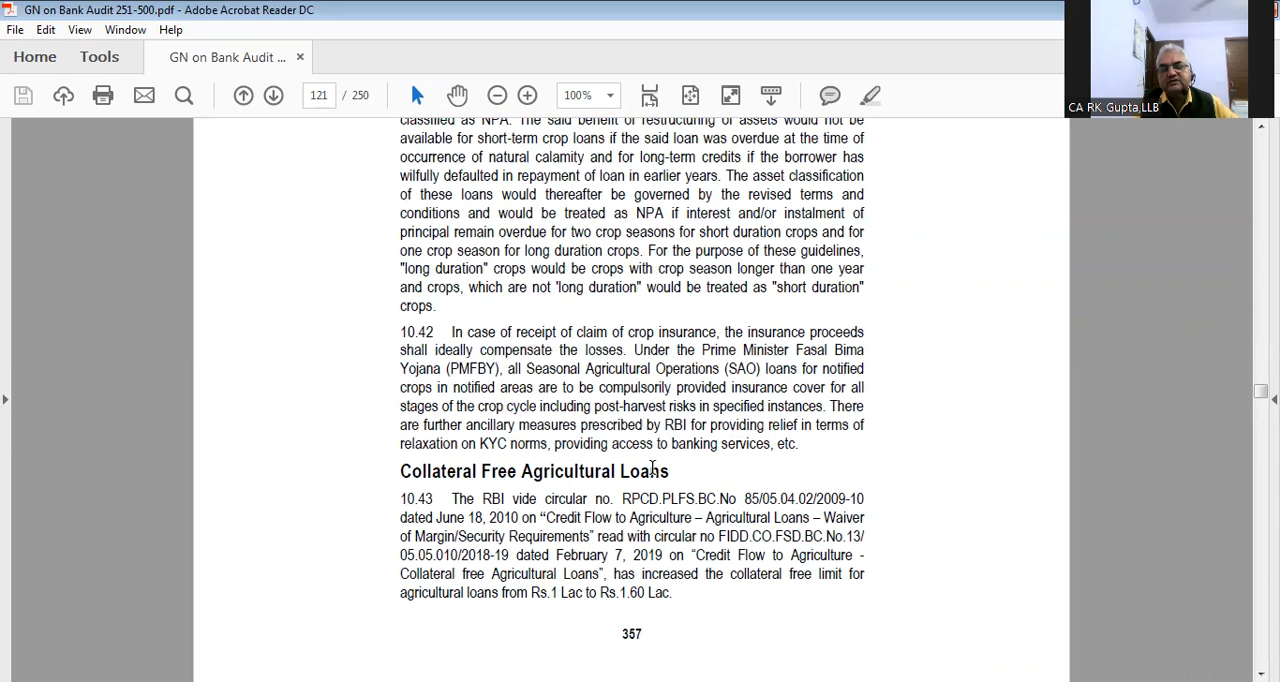 GN on Bank Audit 251-500.pdf - Adobe Acrobat Reader DC
File Edit View Window Help
Home Tools GN on Bank Audit ... ×
121 / 250 100%
CA RK Gupta,LLB
classified as NPA. The said benefit of restructuring of assets would not be
available for short-term crop loans if the said loan was overdue at the time of
occurrence of natural calamity and for long-term credits if the borrower has
wilfully defaulted in repayment of loan in earlier years. The asset classification
of these loans would thereafter be governed by the revised terms and
conditions and would be treated as NPA if interest and/or instalment of
principal remain overdue for two crop seasons for short duration crops and for
one crop season for long duration crops. For the purpose of these guidelines,
"long duration" crops would be crops with crop season longer than one year
and crops, which are not 'long duration" would be treated as "short duration"
crops.
10.42 In case of receipt of claim of crop insurance, the insurance proceeds
shall ideally compensate the losses. Under the Prime Minister Fasal Bima
Yojana (PMFBY), all Seasonal Agricultural Operations (SAO) loans for notified
crops in notified areas are to be compulsorily provided insurance cover for all
stages of the crop cycle including post-harvest risks in specified instances. There
are further ancillary measures prescribed by RBI for providing relief in terms of
relaxation on KYC norms, providing access to banking services, etc.
Collateral Free Agricultural Loans
10.43 The RBI vide circular no. RPCD.PLFS.BC.No 85/05.04.02/2009-10
dated June 18, 2010 on “Credit Flow to Agriculture – Agricultural Loans – Waiver
of Margin/Security Requirements” read with circular no FIDD.CO.FSD.BC.No.13/
05.05.010/2018-19 dated February 7, 2019 on “Credit Flow to Agriculture -
Collateral free Agricultural Loans”, has increased the collateral free limit for
agricultural loans from Rs.1 Lac to Rs.1.60 Lac.
357